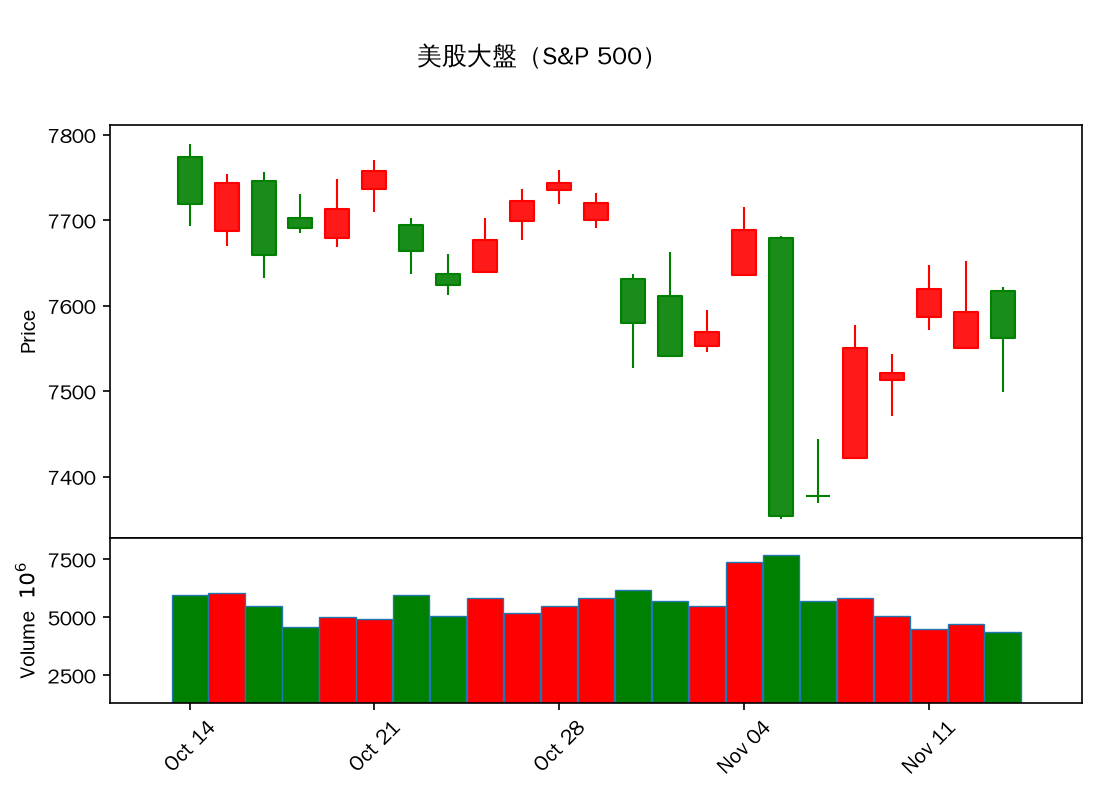 美股大盤（S&P 500）
7800
7700
7600
7500
7400
Price
7500
5000
2500
Volume 10⁶
Oct 14
Oct 21
Oct 28
Nov 04
Nov 11